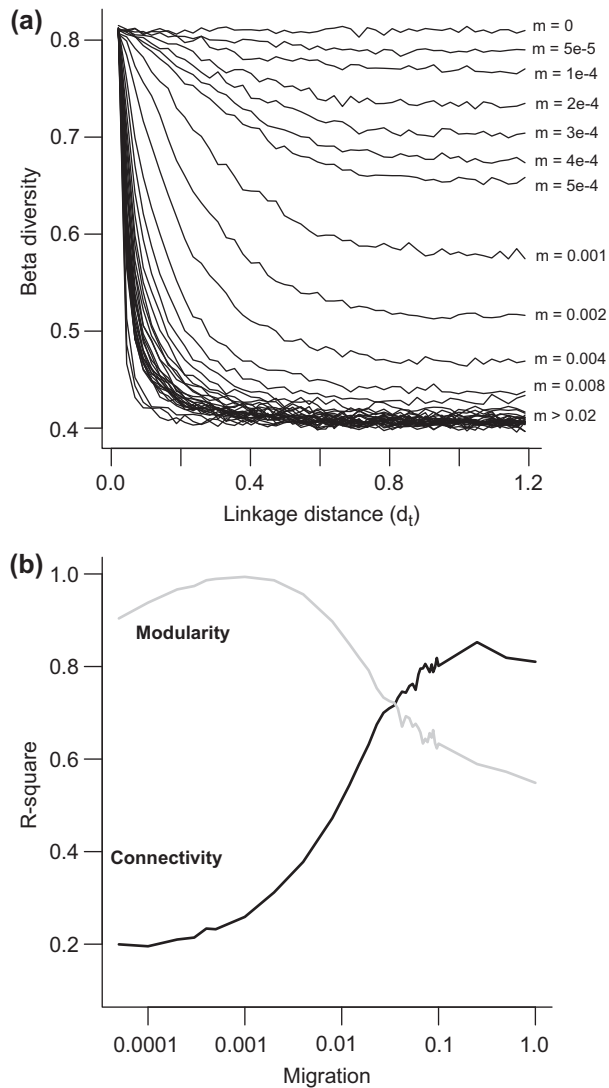 (a)
0.8
0.7
0.6
0.5
0.4
Beta diversity
m = 0
m = 5e-5
m = 1e-4
m = 2e-4
m = 3e-4
m = 4e-4
m = 5e-4
m = 0.001
m = 0.002
m = 0.004
m = 0.008
m > 0.02
0.0 0.4 0.8 1.2
Linkage distance (dt)
(b)
1.0
0.8
0.6
0.4
0.2
R-square
Modularity
Connectivity
0.0001 0.001 0.01 0.1 1.0
Migration